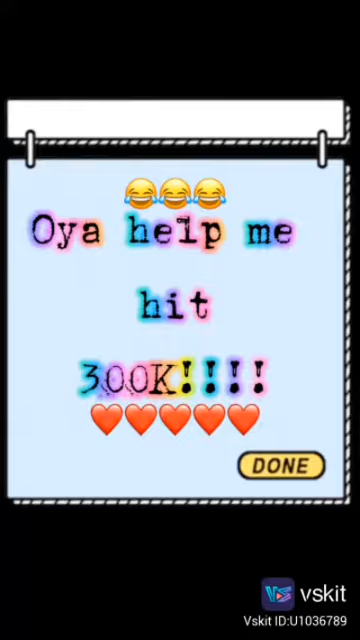 😂😂😂
Oya help me
hit
300K!!!!
❤️❤️❤️❤️❤️
DONE
vskit
Vskit ID:U1036789